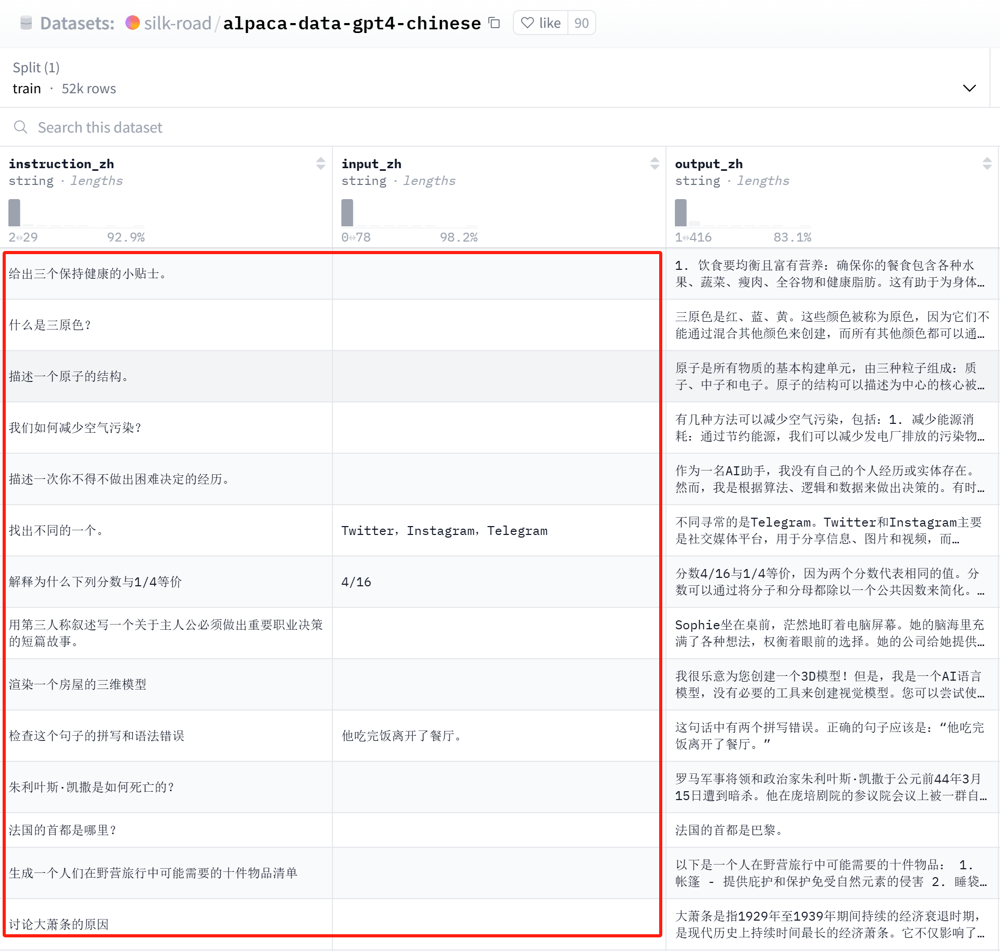 Datasets: silk-road/alpaca-data-gpt4-chinese like 90
Split (1)
train · 52k rows
Search this dataset
instruction_zh input_zh output_zh
string · lengths string · lengths string · lengths
2↔29 92.9% 0↔78 98.2% 1↔416 83.1%
给出三个保持健康的小贴士。
1. 饮食要均衡且富有营养：确保你的餐食包含各种水
果、蔬菜、瘦肉、全谷物和健康脂肪。这有助于为身体…
什么是三原色？
三原色是红、蓝、黄。这些颜色被称为原色，因为它们不
能通过混合其他颜色来创建，而所有其他颜色都可以通…
描述一个原子的结构。
原子是所有物质的基本构建单元，由三种粒子组成：质
子、中子和电子。原子的结构可以描述为中心的核心被…
我们如何减少空气污染？
有几种方法可以减少空气污染，包括：1. 减少能源消
耗：通过节约能源，我们可以减少发电厂排放的污染物…
描述一次你不得不做出困难决定的经历。
作为一名AI助手，我没有自己的个人经历或实体存在。
然而，我是根据算法、逻辑和数据来做出决策的。有时…
找出不同的一个。
Twitter，Instagram，Telegram
不同寻常的是Telegram。Twitter和Instagram主要
是社交媒体平台，用于分享信息、图片和视频，而…
解释为什么下列分数与1/4等价
4/16
分数4/16与1/4等价，因为两个分数代表相同的值。分
数可以通过将分子和分母都除以一个公共因数来简化。…
用第三人称叙述写一个关于主人公必须做出重要职业决策
的短篇故事。
Sophie坐在桌前，茫然地盯着电脑屏幕。她的脑海里充
满了各种想法，权衡着眼前的选择。她的公司给她提供…
渲染一个房屋的三维模型
我很乐意为您创建一个3D模型！但是，我是一个AI语言
模型，没有必要的工具来创建视觉模型。您可以尝试使…
检查这个句子的拼写和语法错误
他吃完饭离开了餐厅。
这句话中有两个拼写错误。正确的句子应该是：“他吃完
饭离开了餐厅。”
朱利叶斯·凯撒是如何死亡的？
罗马军事将领和政治家朱利叶斯·凯撒于公元前44年3月
15日遭到暗杀。他在庞培剧院的参议院会议上被一群自…
法国的首都是哪里？
法国的首都是巴黎。
生成一个人们在野营旅行中可能需要的十件物品清单
以下是一个人在野营旅行中可能需要的十件物品： 1.
帐篷 - 提供庇护和保护免受自然元素的侵害 2. 睡袋…
讨论大萧条的原因
大萧条是指1929年至1939年期间持续的经济衰退时期，
是现代历史上持续时间最长的经济萧条。它不仅影响了…